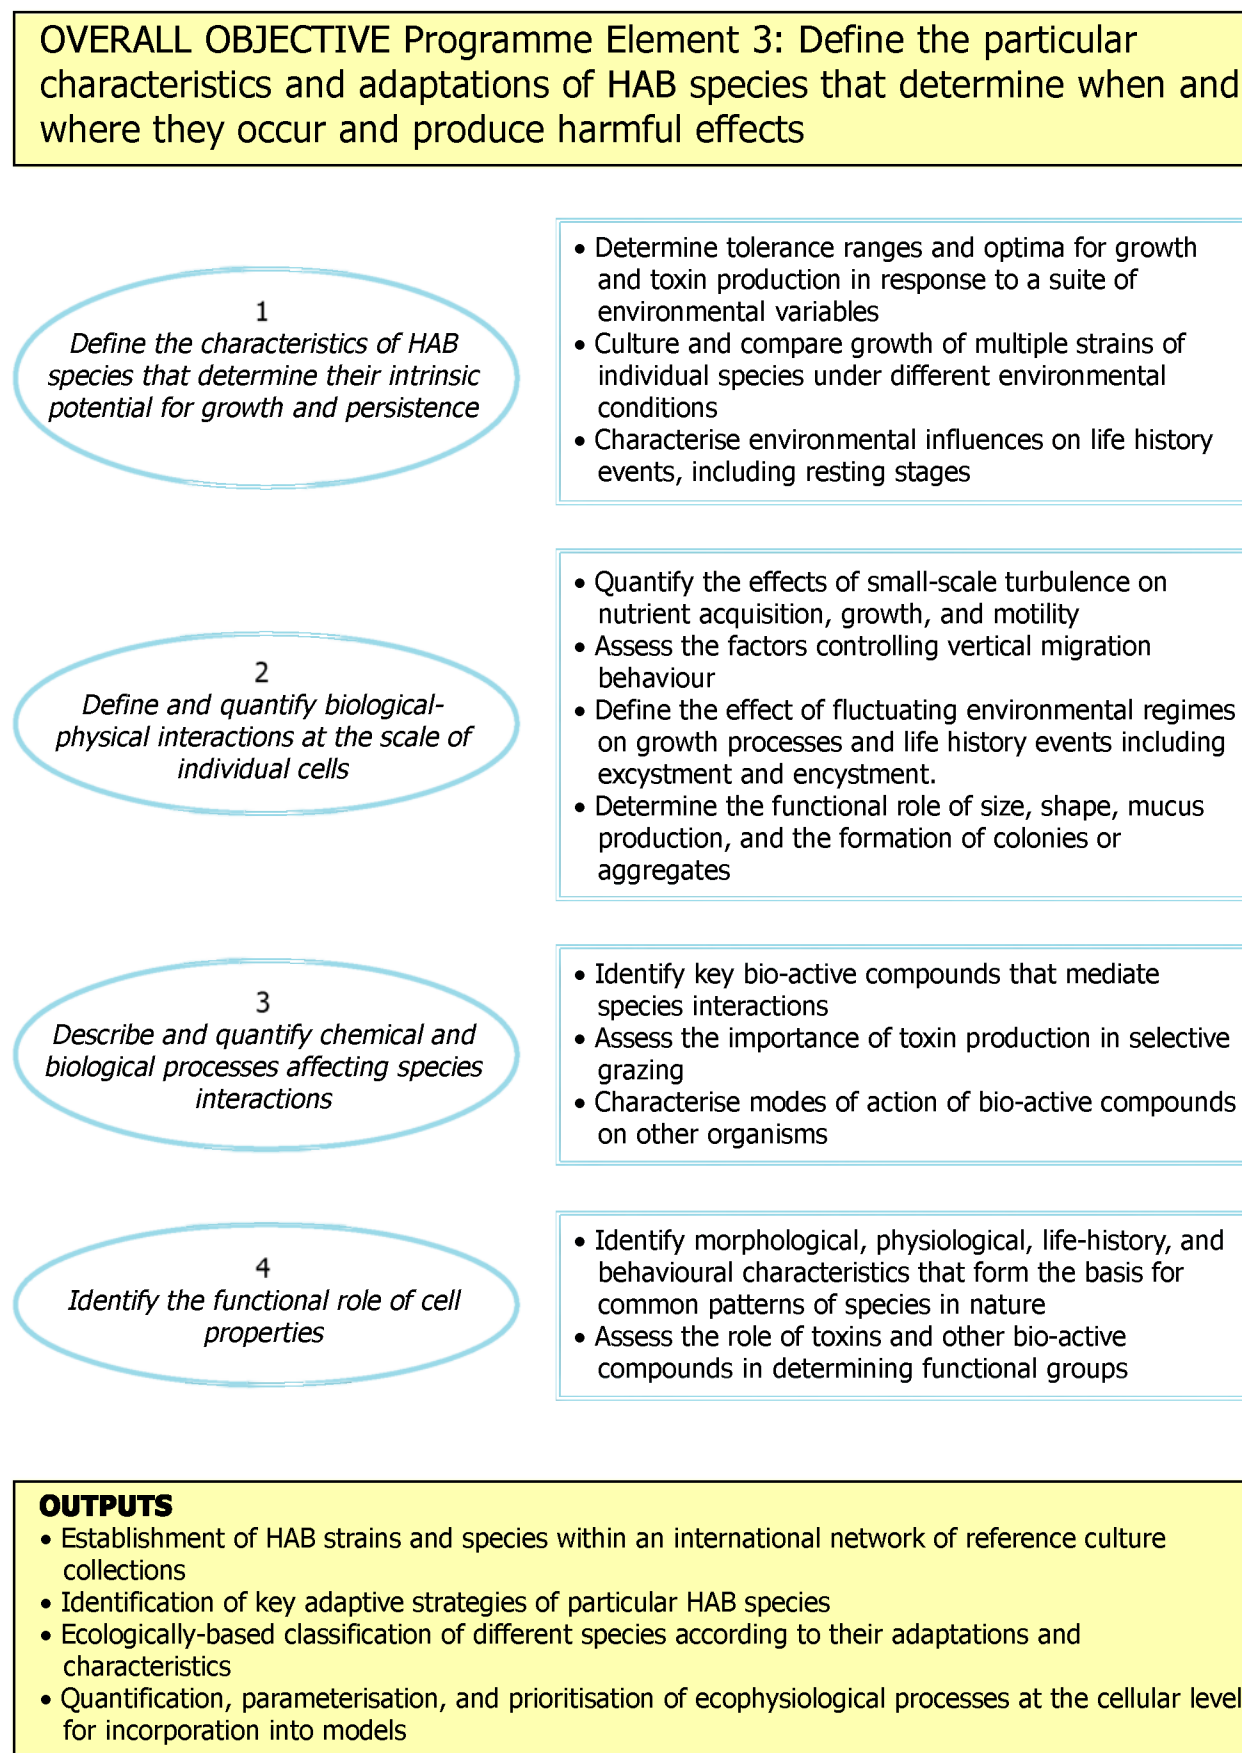 OVERALL OBJECTIVE Programme Element 3: Define the particular
characteristics and adaptations of HAB species that determine when and
where they occur and produce harmful effects
1
Define the characteristics of HAB
species that determine their intrinsic
potential for growth and persistence
• Determine tolerance ranges and optima for growth
and toxin production in response to a suite of
environmental variables
• Culture and compare growth of multiple strains of
individual species under different environmental
conditions
• Characterise environmental influences on life history
events, including resting stages
2
Define and quantify biological-
physical interactions at the scale of
individual cells
• Quantify the effects of small-scale turbulence on
nutrient acquisition, growth, and motility
• Assess the factors controlling vertical migration
behaviour
• Define the effect of fluctuating environmental regimes
on growth processes and life history events including
excystment and encystment.
• Determine the functional role of size, shape, mucus
production, and the formation of colonies or
aggregates
3
Describe and quantify chemical and
biological processes affecting species
interactions
• Identify key bio-active compounds that mediate
species interactions
• Assess the importance of toxin production in selective
grazing
• Characterise modes of action of bio-active compounds
on other organisms
4
Identify the functional role of cell
properties
• Identify morphological, physiological, life-history, and
behavioural characteristics that form the basis for
common patterns of species in nature
• Assess the role of toxins and other bio-active
compounds in determining functional groups
OUTPUTS
• Establishment of HAB strains and species within an international network of reference culture
collections
• Identification of key adaptive strategies of particular HAB species
• Ecologically-based classification of different species according to their adaptations and
characteristics
• Quantification, parameterisation, and prioritisation of ecophysiological processes at the cellular level
for incorporation into models